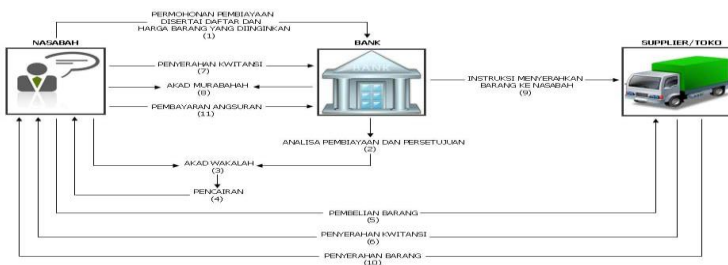 PERMOHONAN PEMBIAYAAN
DISERTAI DAFTAR DAN
HARGA BARANG YANG DIINGINKAN
(1)
NASABAH
BANK
SUPPLIER/TOKO
PENYERAHAN KWITANSI
(7)
AKAD MURABAHAH
(8)
PEMBAYARAN ANGSURAN
(11)
INSTRUKSI MENYERAHKAN
BARANG KE NASABAH
(9)
BANK
ANALISA PEMBIAYAAN DAN PERSETUJUAN
(2)
AKAD WAKALAH
(3)
PENCAIRAN
(4)
PEMBELIAN BARANG
(5)
PENYERAHAN KWITANSI
(6)
PENYERAHAN BARANG
(10)